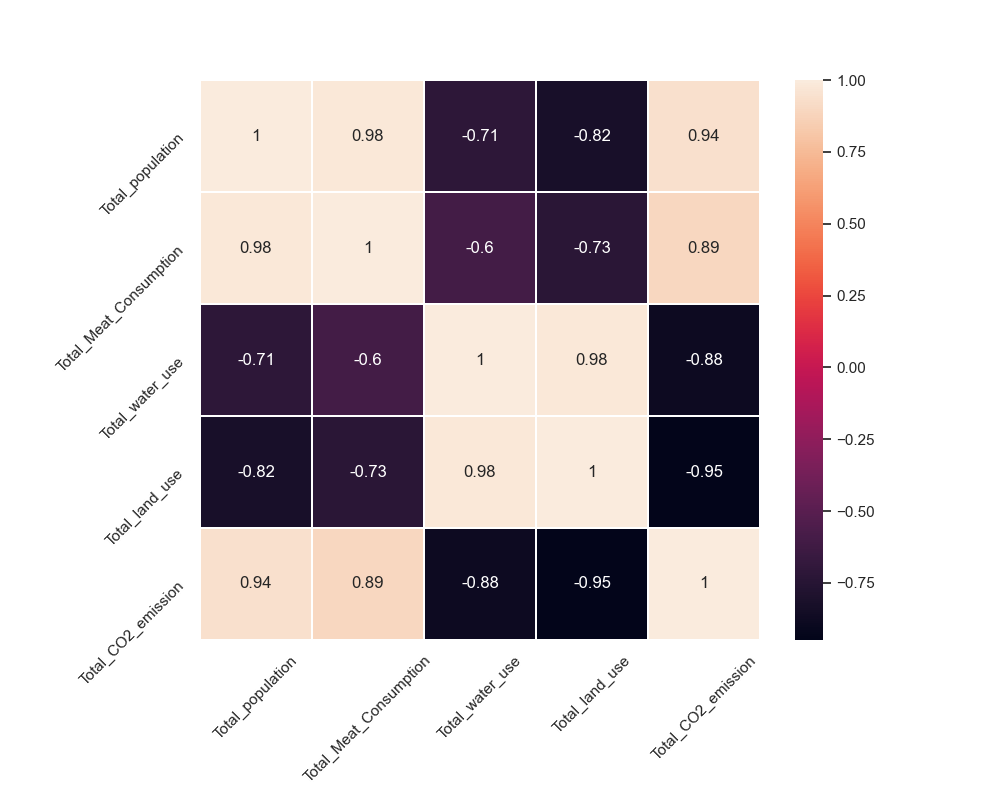 Total_population 1 0.98 -0.71 -0.82 0.94
Total_Meat_Consumption 0.98 1 -0.6 -0.73 0.89
Total_water_use -0.71 -0.6 1 0.98 -0.88
Total_land_use -0.82 -0.73 0.98 1 -0.95
Total_CO2_emission 0.94 0.89 -0.88 -0.95 1
Total_population Total_Meat_Consumption Total_water_use Total_land_use Total_CO2_emission
1.00
0.75
0.50
0.25
0.00
−0.25
−0.50
−0.75